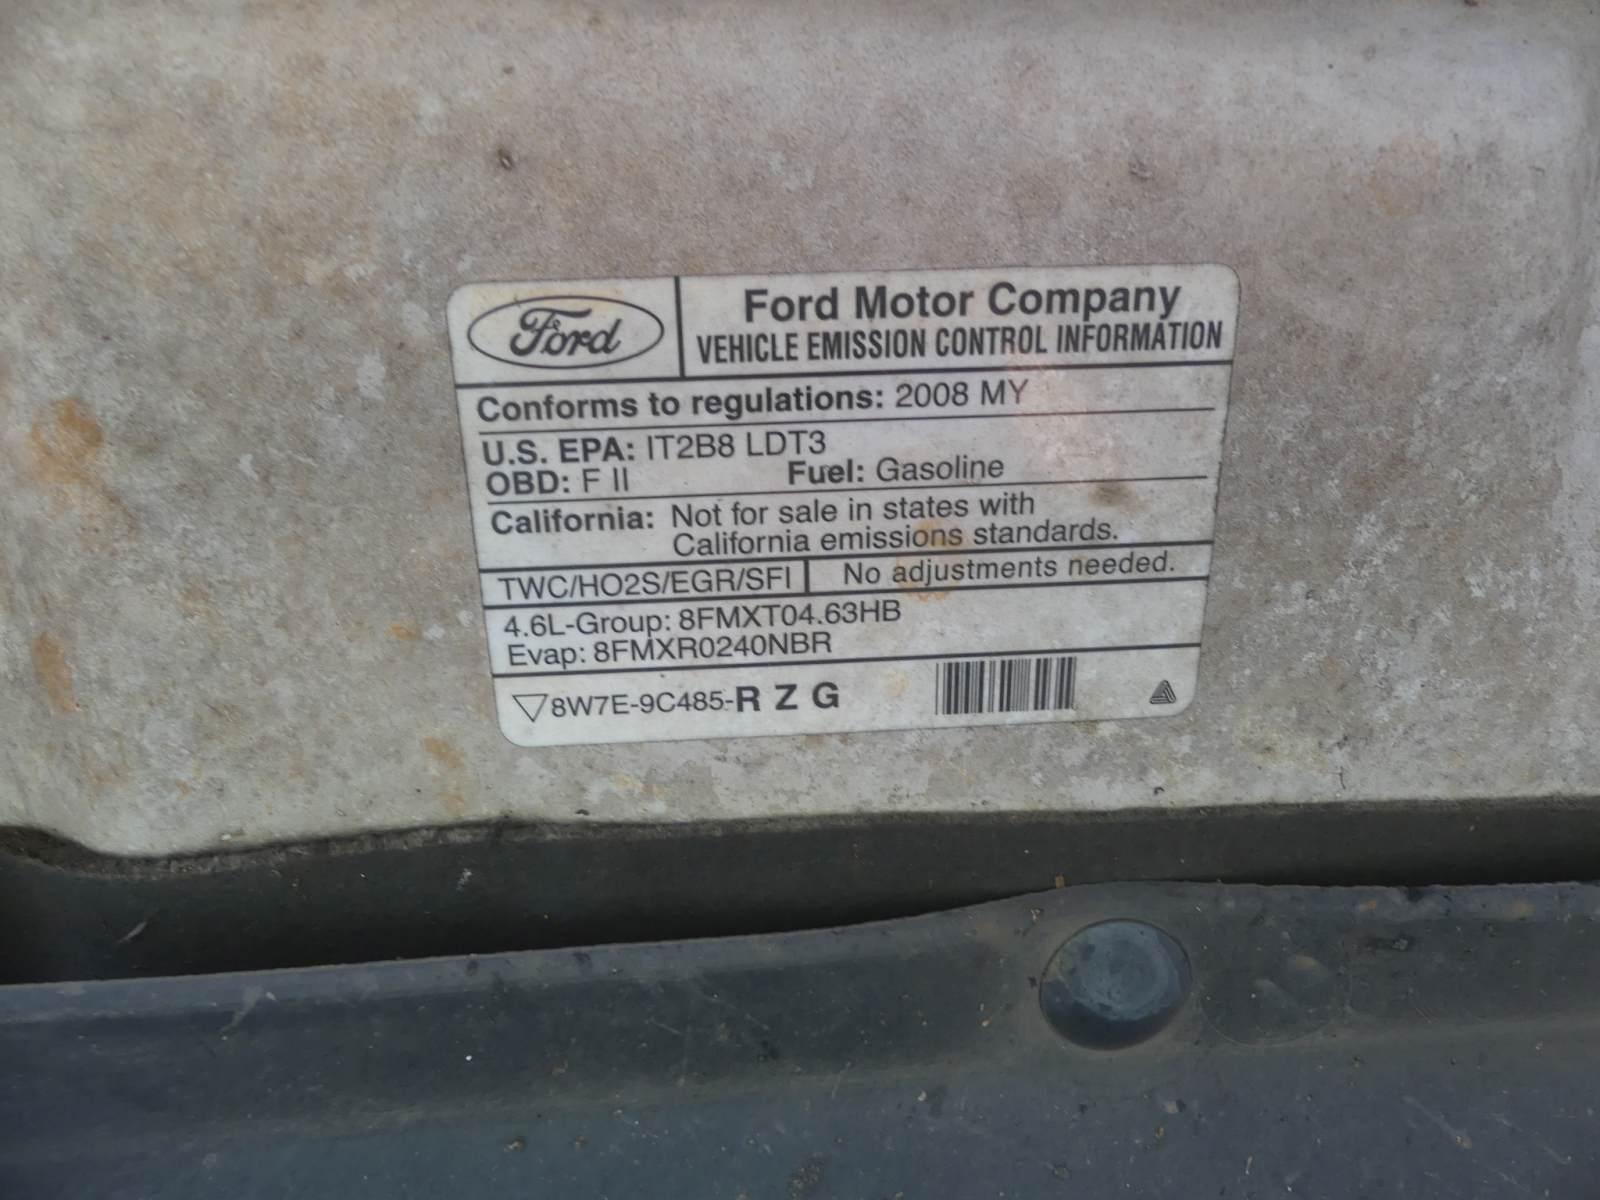 Ford
Ford Motor Company
VEHICLE EMISSION CONTROL INFORMATION
Conforms to regulations: 2008 MY
U.S. EPA: IT2B8 LDT3
OBD: F II Fuel: Gasoline
California: Not for sale in states with
California emissions standards.
TWC/HO2S/EGR/SFI No adjustments needed.
4.6L-Group: 8FMXT04.63HB
Evap: 8FMXR0240NBR
8W7E-9C485-R Z G